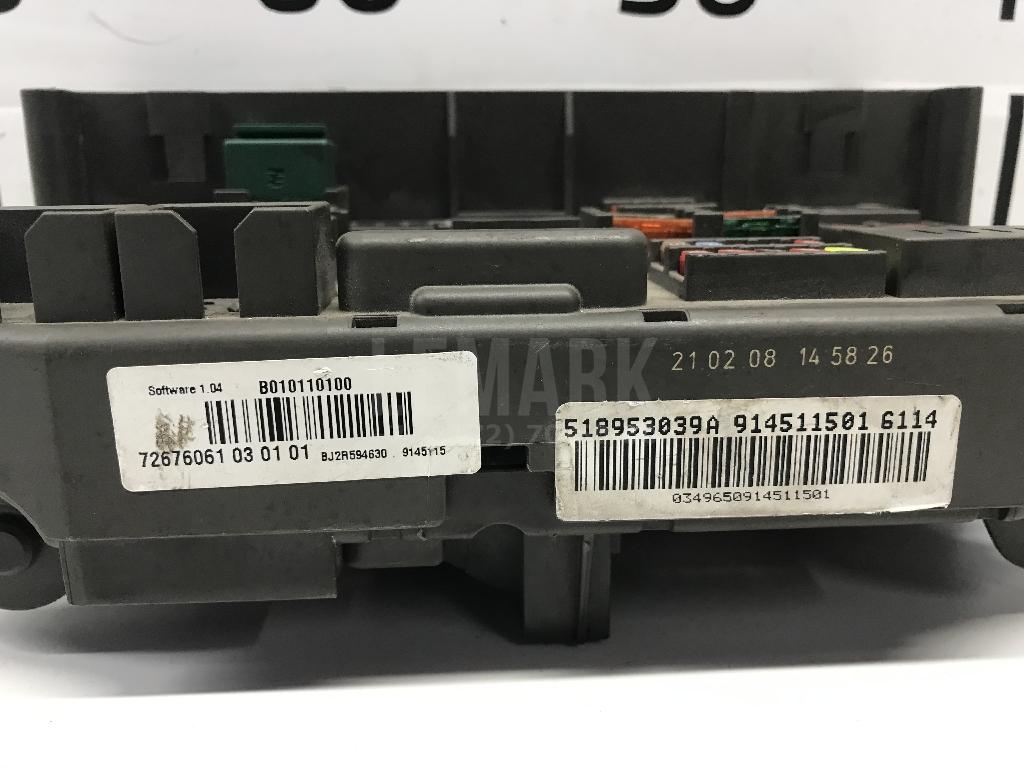 LEMARK
21 02 08 14 58 26
Software 1.04 B010110100
72676061 03 01 01 BJ2R594630 . 9145115
518953039A 914511501 6114
0349650914511501